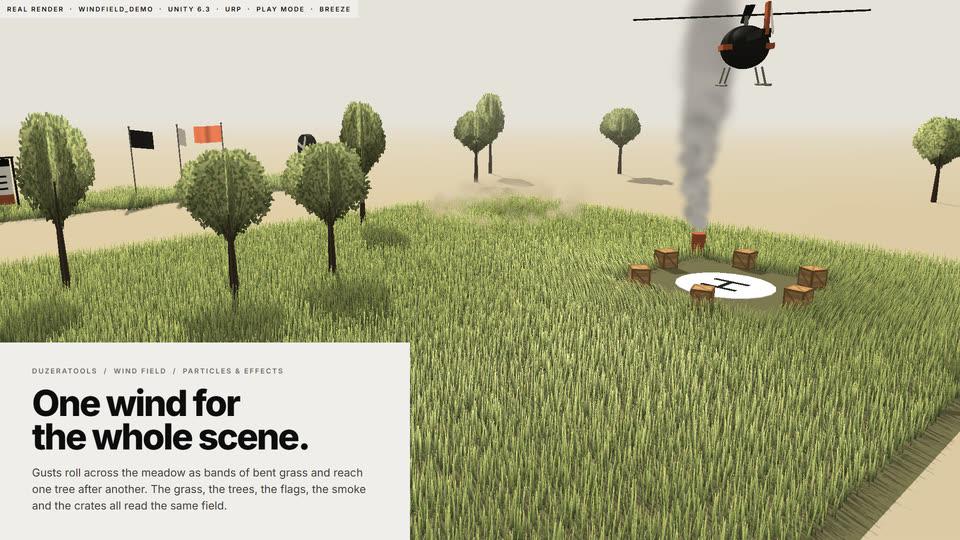 REAL RENDER · WINDFIELD_DEMO · UNITY 6.3 · URP · PLAY MODE · BREEZE
E
H
DUZERATOOLS / WIND FIELD / PARTICLES & EFFECTS
One wind for
the whole scene.
Gusts roll across the meadow as bands of bent grass and reach
one tree after another. The grass, the trees, the flags, the smoke
and the crates all read the same field.